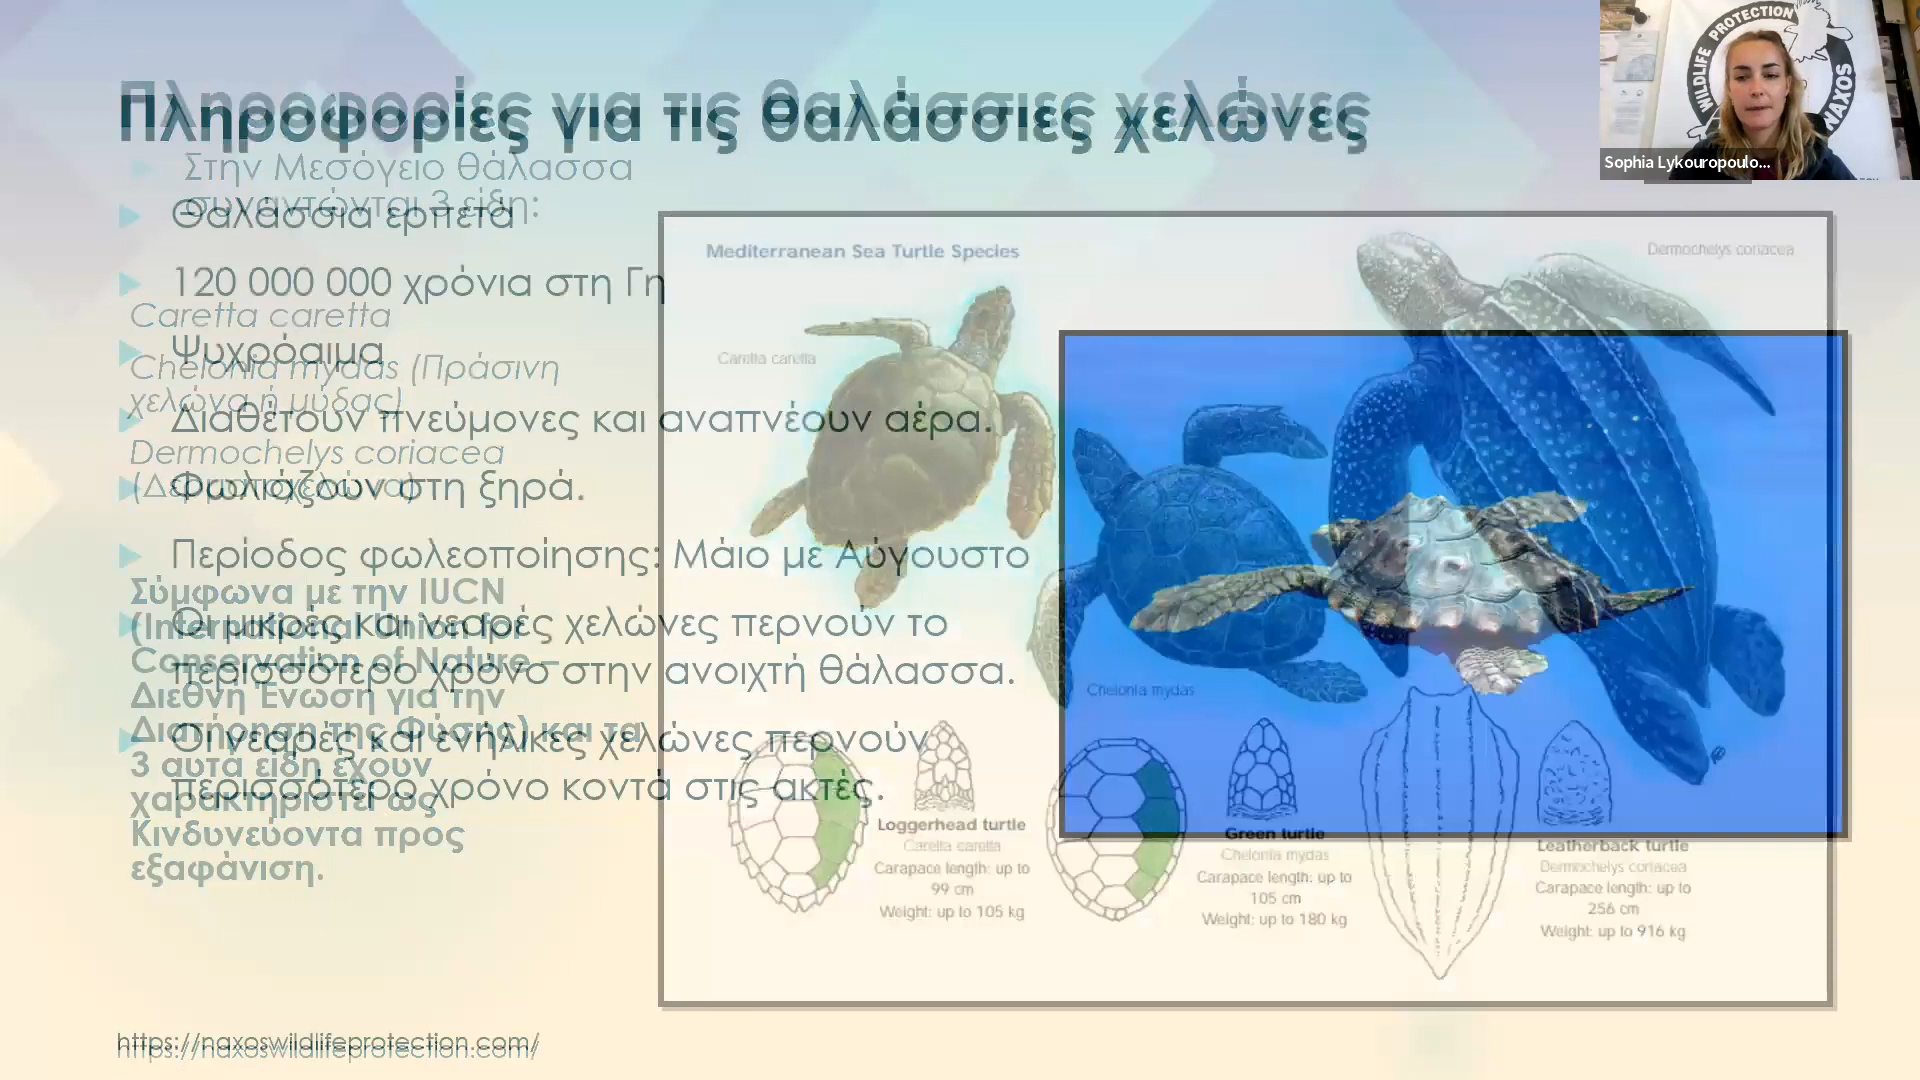 Πληροφορίες για τις θαλάσσιες χελώνες
Στην Μεσόγειο θάλασσα
συναντώνται 3 είδη:
Θαλάσσια ερπετά
120 000 000 χρόνια στη Γη
Caretta caretta
Ψυχρόαιμα
Chelonia mydas (Πράσινη
χελώνα ή μύδας)
Διαθέτουν πνεύμονες και αναπνέουν αέρα.
Dermochelys coriacea
(Δερματοχελώνα)
Φωλιάζουν στη ξηρά.
Περίοδος φωλεοποίησης: Μάιο με Αύγουστο
Σύμφωνα με την IUCN
(International Union for
Conservation of Nature –
Διεθνή Ένωση για την
Διατήρηση της Φύσης) και τα
3 αυτά είδη έχουν
χαρακτηριστεί ως
Κινδυνεύοντα προς
εξαφάνιση.
Οι μικρές και νεαρές χελώνες περνούν το
περισσότερο χρόνο στην ανοιχτή θάλασσα.
Οι νεαρές και ενήλικες χελώνες περνούν
περισσότερο χρόνο κοντά στις ακτές.
Mediterranean Sea Turtle Species
Dermochelys coriacea
Caretta caretta
Chelonia mydas
Loggerhead turtle
Caretta caretta
Carapace length: up to
99 cm
Weight: up to 105 kg
Green turtle
Chelonia mydas
Carapace length: up to
105 cm
Weight: up to 180 kg
Leatherback turtle
Dermochelys coriacea
Carapace length: up to
256 cm
Weight: up to 916 kg
https://naxoswildlifeprotection.com/
https://naxoswildlifeprotection.com/
WILDLIFE PROTECTION
NAXOS
Sophia Lykouropoulo...